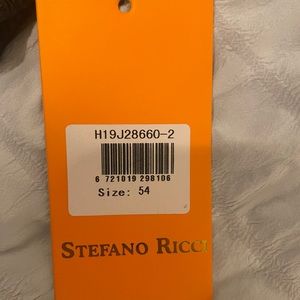 H19J28660-2
6 721019 298106
Size: 54
STEFANO RICCI